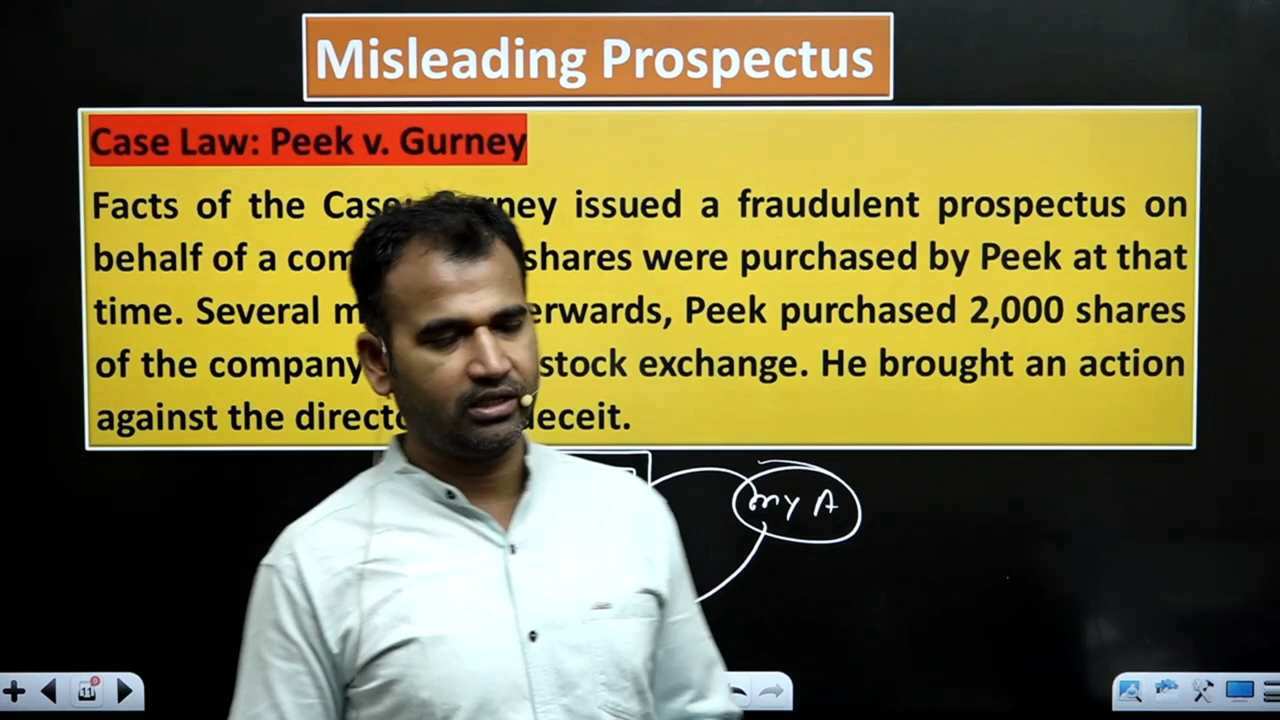 Misleading Prospectus
Case Law: Peek v. Gurney
Facts of the Case: ney issued a fraudulent prospectus on
behalf of a com shares were purchased by Peek at that
time. Several m erwards, Peek purchased 2,000 shares
of the company stock exchange. He brought an action
against the directo deceit.
my A
11